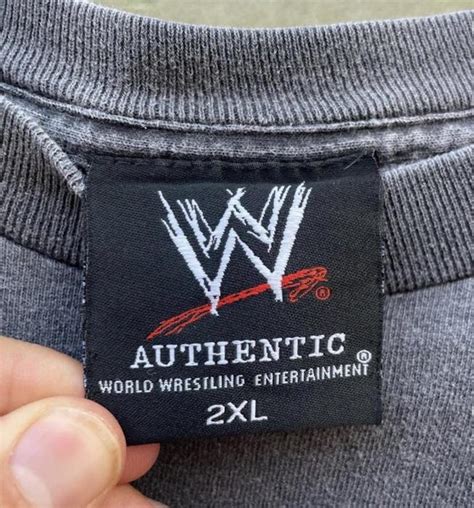 W
®
AUTHENTIC®
WORLD WRESTLING ENTERTAINMENT
2XL